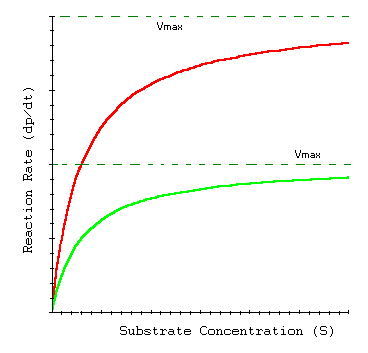 Vmax
Vmax
Reaction Rate (dp/dt)
Substrate Concentration (S)